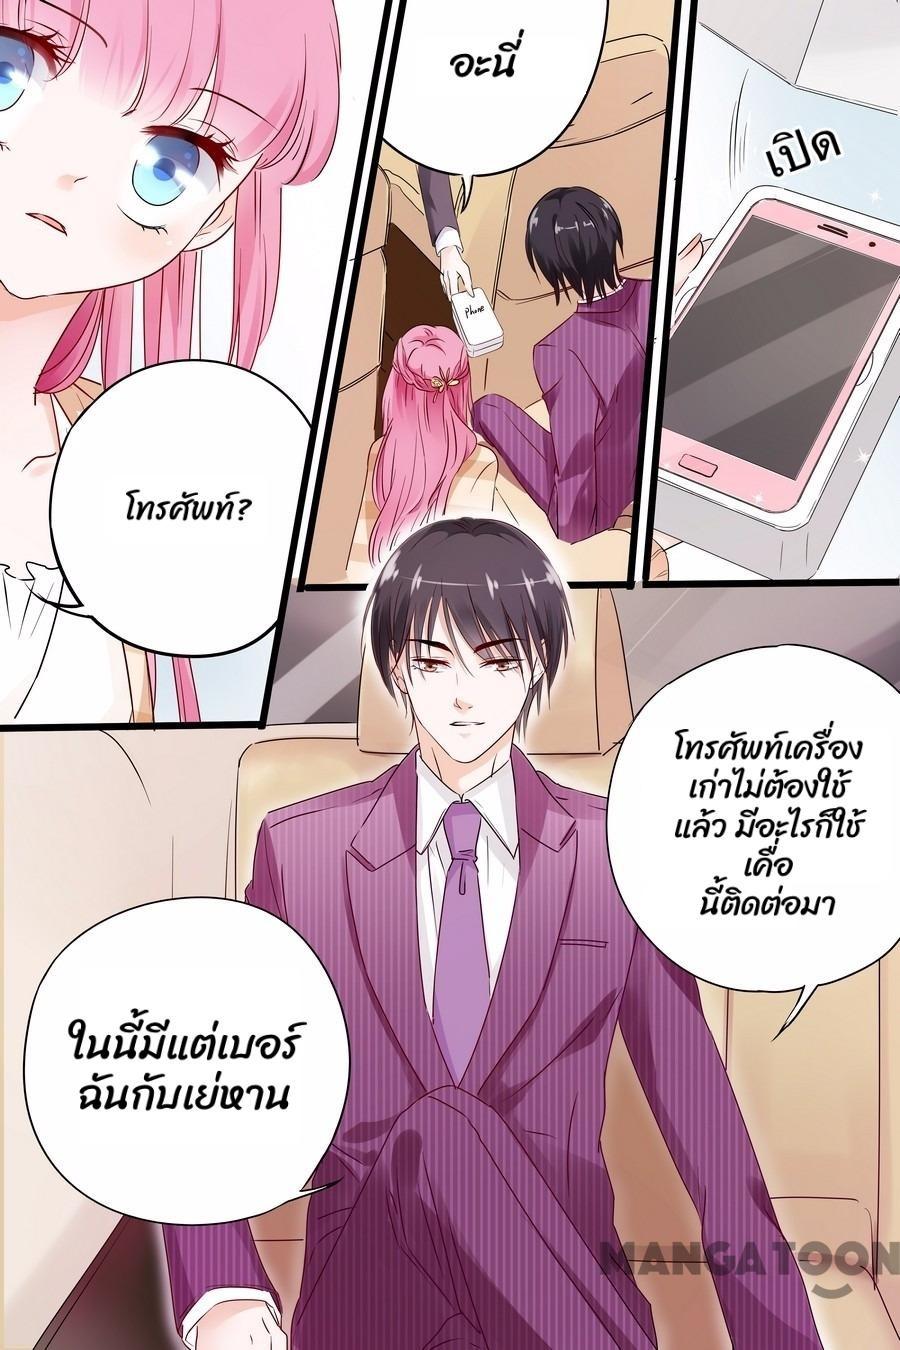 อะนี่
Phone
เปิด
โทรศัพท์?
โทรศัพท์เครื่อง
เก่าไม่ต้องใช้
แล้ว มีอะไรก็ใช้
เคื่อ
นี้ติดต่อมา
ในนี้มีแต่เบอร์
ฉันกับเย่หาน
MANGATOON